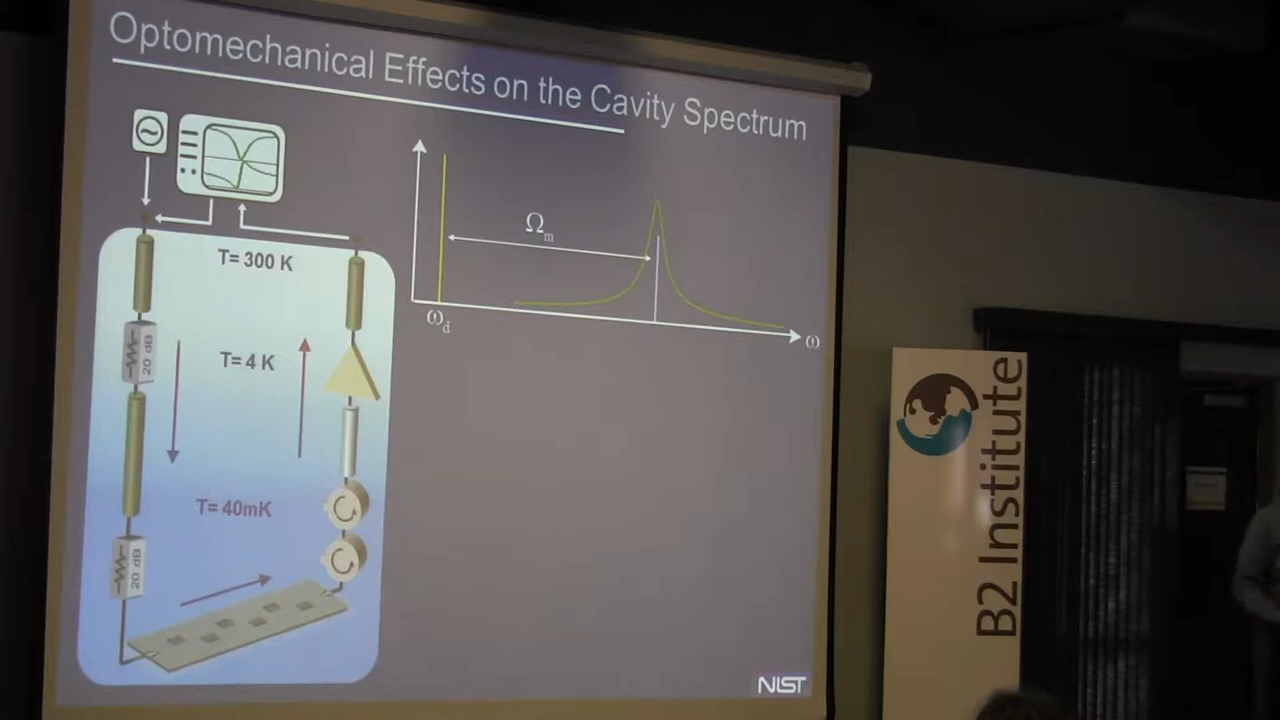 Optomechanical Effects on the Cavity Spectrum
T= 300 K
20 dB
T= 4 K
T= 40mK
20 dB
Ωm
ωd
ω
NIST
B2 Institute